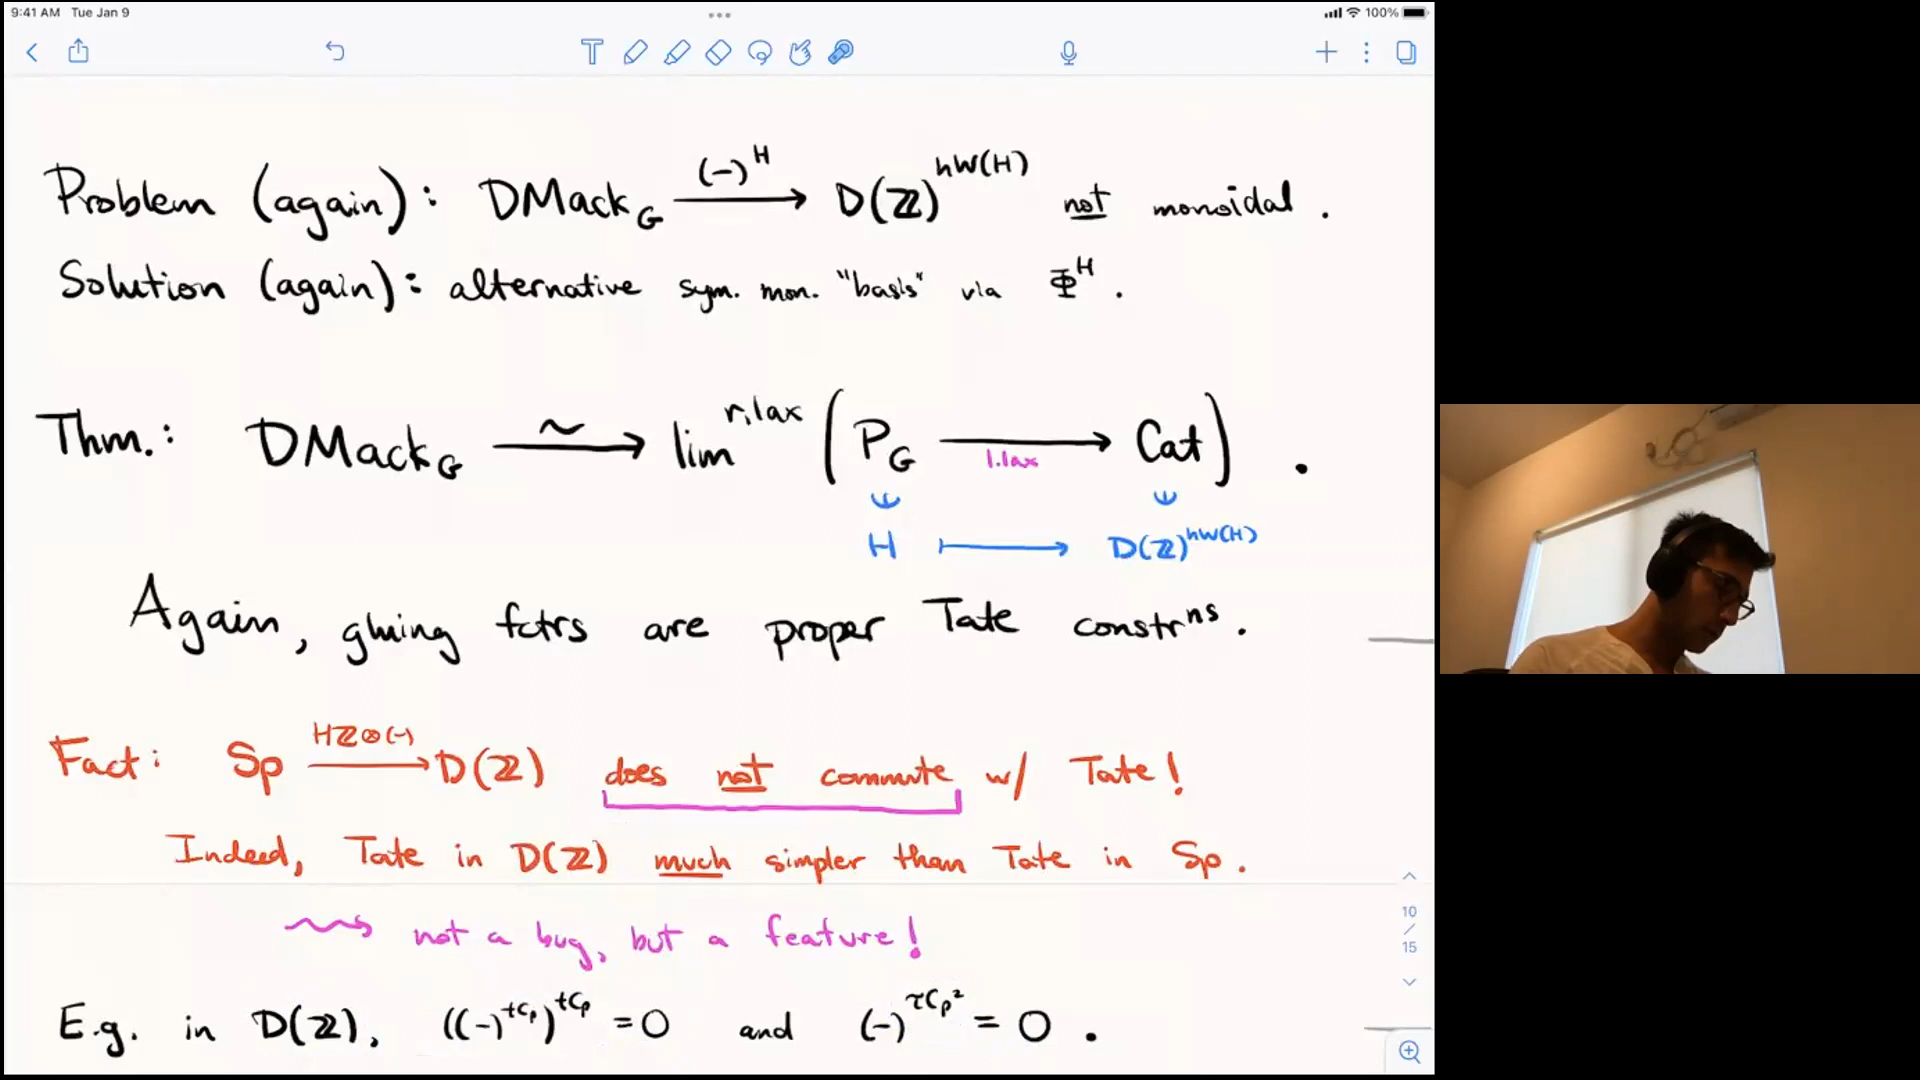 9:41 AM Tue Jan 9
100%
Problem (again): DMack_G —(-)^H→ D(ℤ)^{hW(H)} not monoidal.
Solution (again): alternative sym. mon. "basis" via Φ^H.
Thm.: DMack_G —~→ lim^{r.lax} ( P_G —l.lax→ Cat ) .
H ↦ D(ℤ)^{hW(H)}
Again, gluing fctrs are proper Tate constr^{ns}.
Fact: Sp —Hℤ⊗(-)→ D(ℤ) does not commute w/ Tate!
Indeed, Tate in D(ℤ) much simpler than Tate in Sp.
⇝ not a bug, but a feature!
E.g. in D(ℤ), ((-)^{tC_p})^{tC_p} = 0 and (-)^{τC_{p^2}} = 0 .
10
/
15